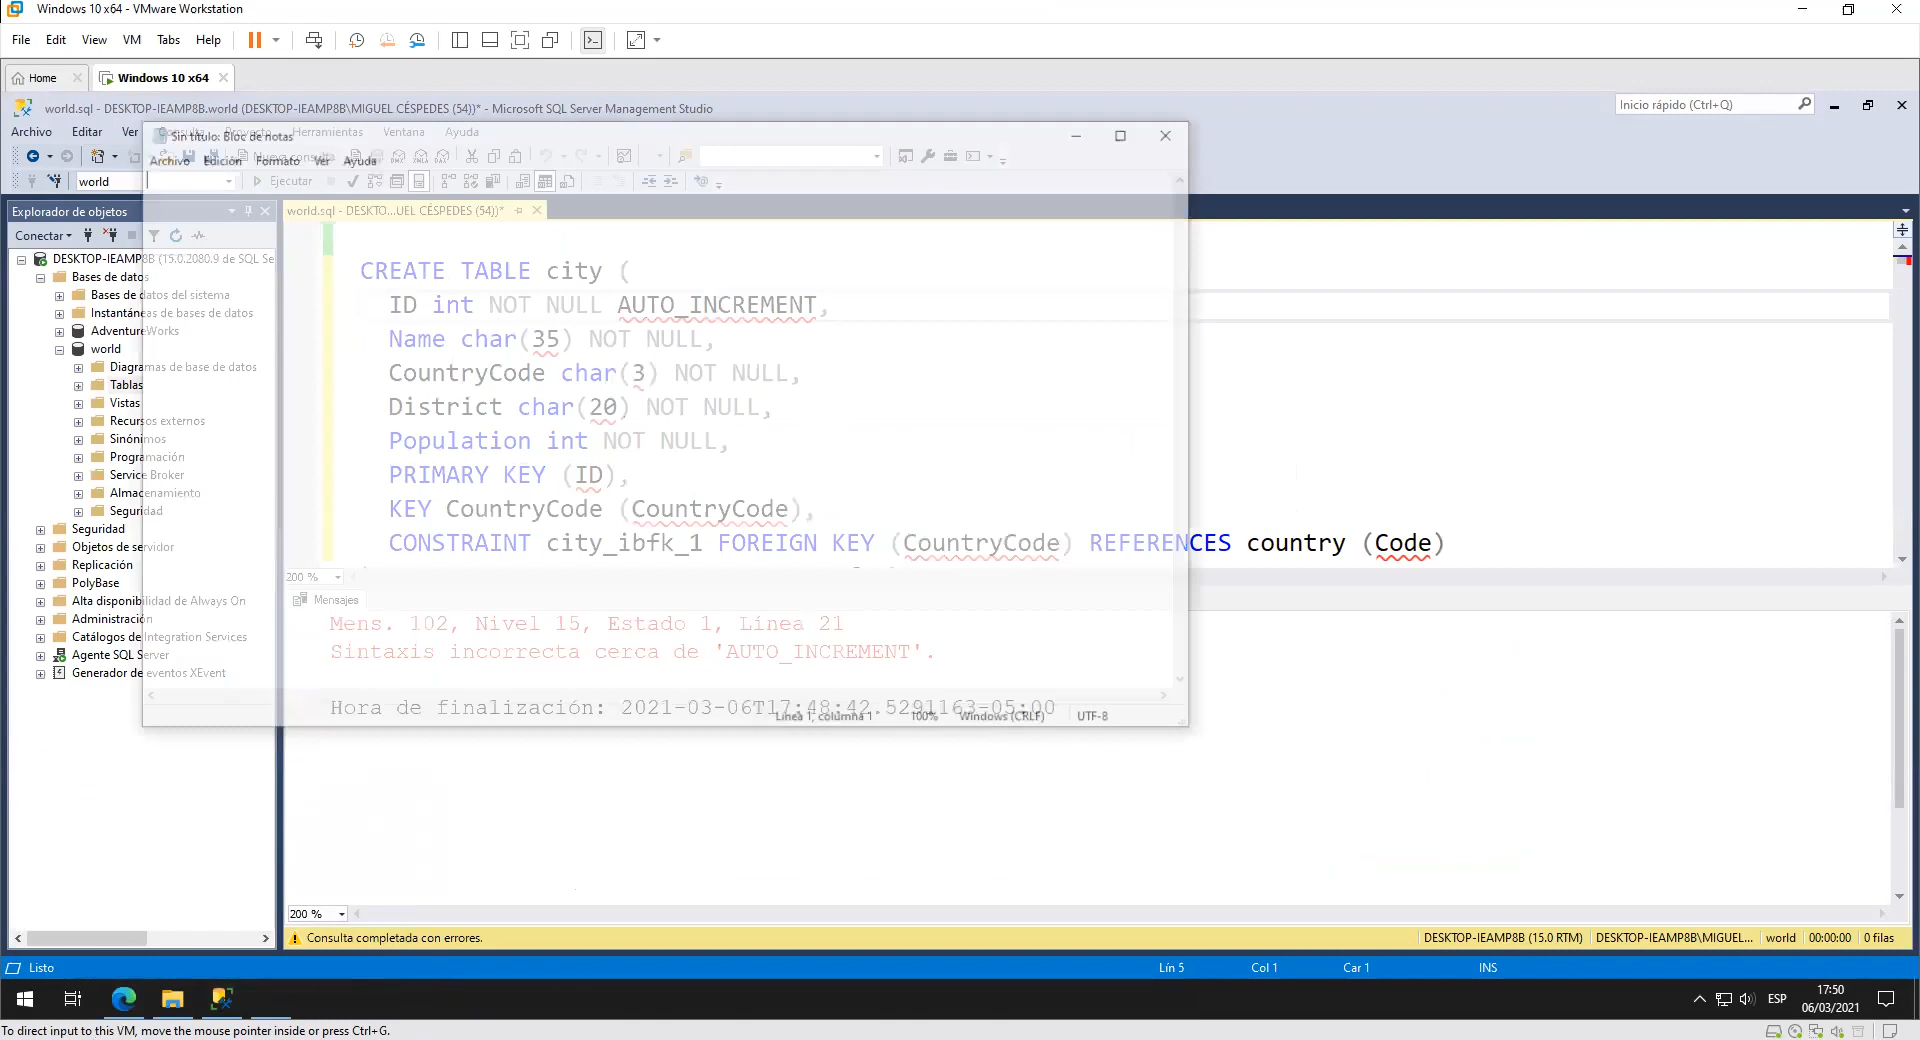 Windows 10 x64 - VMware Workstation
File Edit View VM Tabs Help
Home Windows 10 x64
world.sql - DESKTOP-IEAMP8B.world (DESKTOP-IEAMP8B\MIGUEL CÉSPEDES (54))* - Microsoft SQL Server Management Studio
Inicio rápido (Ctrl+Q)
Archivo Editar Ver Consulta Proyecto Herramientas Ventana Ayuda
Sin título: Bloc de notas
Archivo Edición Formato Ver Ayuda
Nueva consulta
world
Ejecutar
Explorador de objetos
world.sql - DESKTO...UEL CÉSPEDES (54))*
Conectar
DESKTOP-IEAMP8B (15.0.2080.9 de SQL Se
Bases de datos
Bases de datos del sistema
Instantáneas de bases de datos
AdventureWorks
world
Diagramas de base de datos
Tablas
Vistas
Recursos externos
Sinónimos
Programación
Service Broker
Almacenamiento
Seguridad
Seguridad
Objetos de servidor
Replicación
PolyBase
Alta disponibilidad de Always On
Administración
Catálogos de Integration Services
Agente SQL Server
Generador de eventos XEvent
CREATE TABLE city (
ID int NOT NULL AUTO_INCREMENT,
Name char(35) NOT NULL,
CountryCode char(3) NOT NULL,
District char(20) NOT NULL,
Population int NOT NULL,
PRIMARY KEY (ID),
KEY CountryCode (CountryCode),
CONSTRAINT city_ibfk_1 FOREIGN KEY (CountryCode) REFERENCES country (Code)
200 %
Mensajes
Mens. 102, Nivel 15, Estado 1, Línea 21
Sintaxis incorrecta cerca de 'AUTO_INCREMENT'.
Hora de finalización: 2021-03-06T17:48:42.5291163-05:00
Línea 1, columna 1 100% Windows (CRLF) UTF-8
200 %
Consulta completada con errores.
DESKTOP-IEAMP8B (15.0 RTM) DESKTOP-IEAMP8B\MIGUEL... world 00:00:00 0 filas
Listo Lín 5 Col 1 Car 1 INS
ESP
17:50
06/03/2021
To direct input to this VM, move the mouse pointer inside or press Ctrl+G.